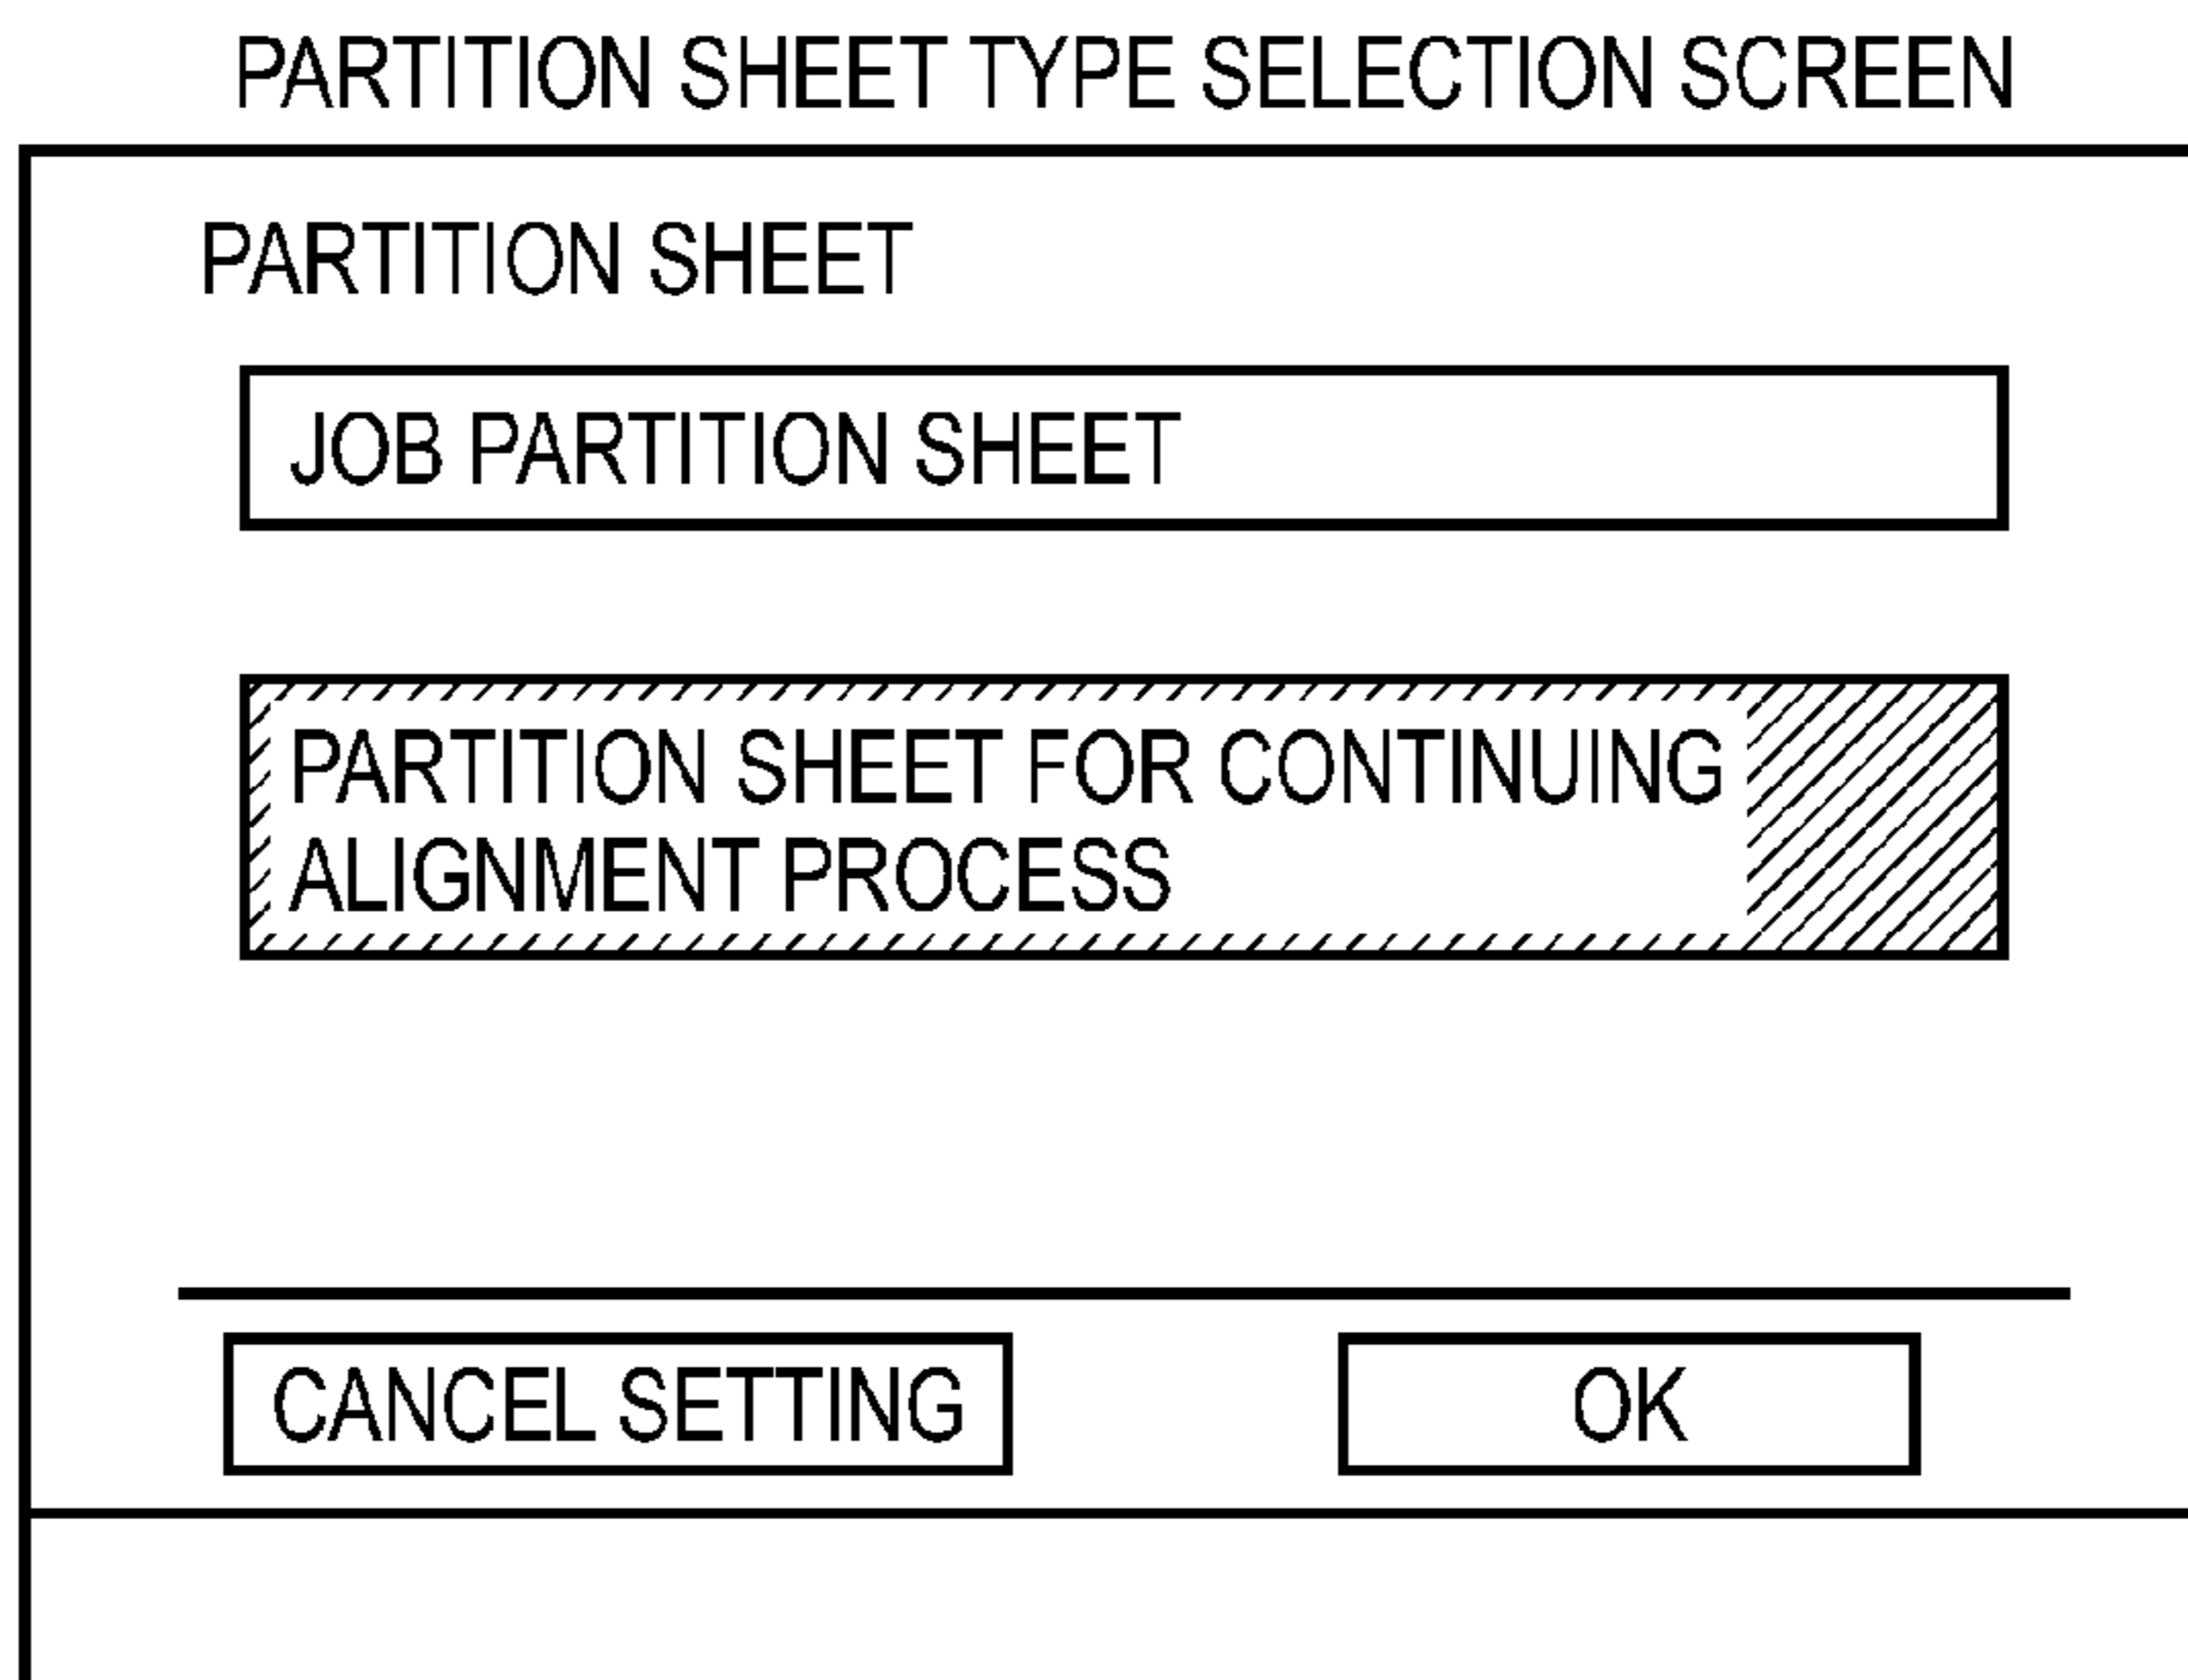 PARTITION SHEET TYPE SELECTION SCREEN
PARTITION SHEET
JOB PARTITION SHEET
PARTITION SHEET FOR CONTINUING
ALIGNMENT PROCESS
CANCEL SETTING
OK